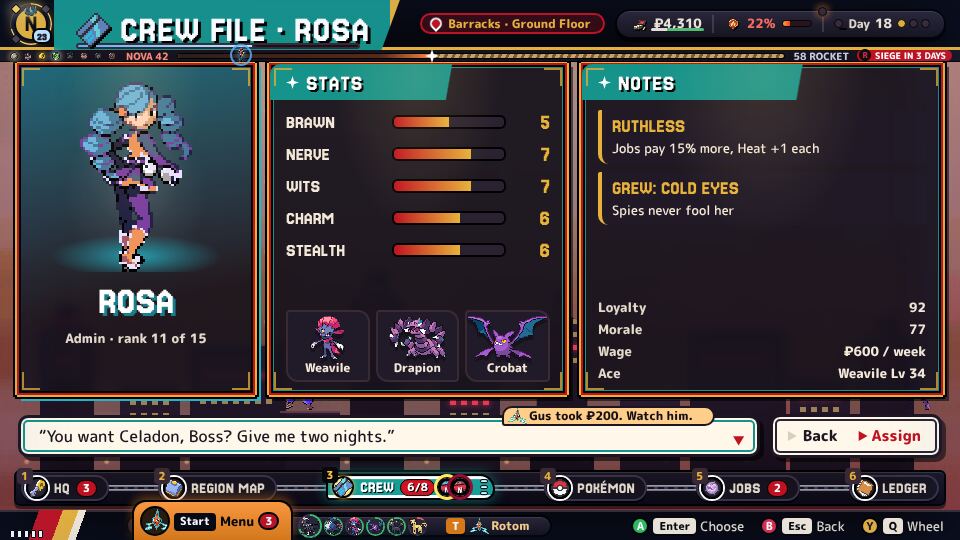 N
23
CREW FILE · ROSA
Barracks · Ground Floor
₽4,310
22%
Day 18
NOVA 42
58 ROCKET
R
SIEGE IN 3 DAYS
ROSA
Admin · rank 11 of 15
STATS
BRAWN 5
NERVE 7
WITS 7
CHARM 6
STEALTH 6
Weavile
Drapion
Crobat
NOTES
RUTHLESS
Jobs pay 15% more, Heat +1 each
GREW: COLD EYES
Spies never fool her
Loyalty 92
Morale 77
Wage ₽600 / week
Ace Weavile Lv 34
Gus took ₽200. Watch him.
“You want Celadon, Boss? Give me two nights.”
Back
Assign
1 HQ 3
2 REGION MAP
3 CREW 6/8
4 POKÉMON
5 JOBS 2
6 LEDGER
Start Menu 3
T Rotom
A Enter Choose
B Esc Back
Y Q Wheel